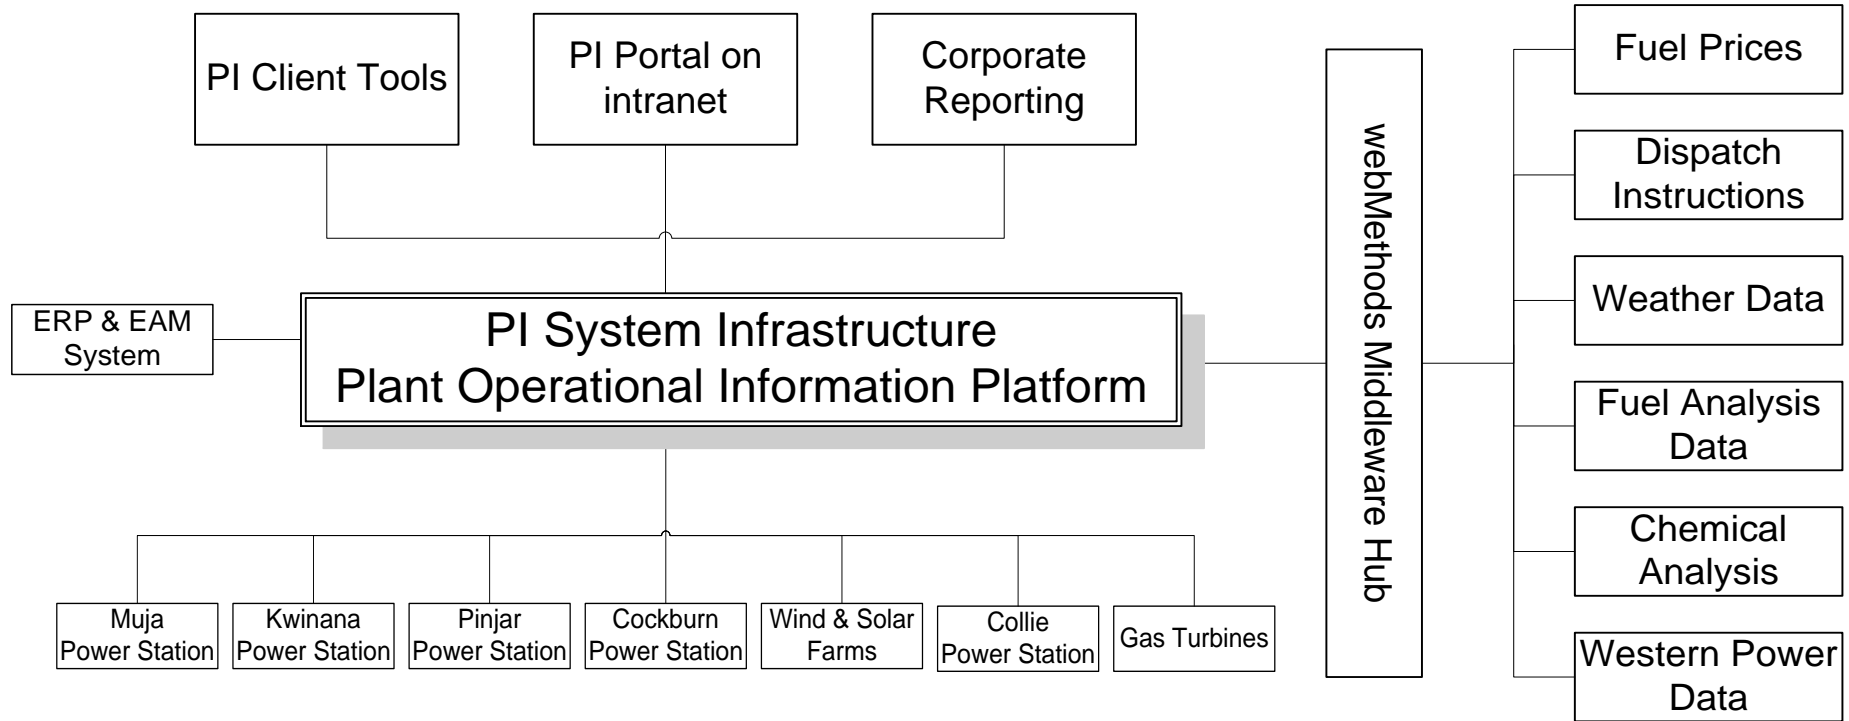 PI Client Tools
PI Portal on
intranet
Corporate
Reporting
ERP & EAM
System
PI System Infrastructure
Plant Operational Information Platform
Muja
Power Station
Kwinana
Power Station
Pinjar
Power Station
Cockburn
Power Station
Wind & Solar
Farms
Collie
Power Station
Gas Turbines
webMethods Middleware Hub
Fuel Prices
Dispatch
Instructions
Weather Data
Fuel Analysis
Data
Chemical
Analysis
Western Power
Data